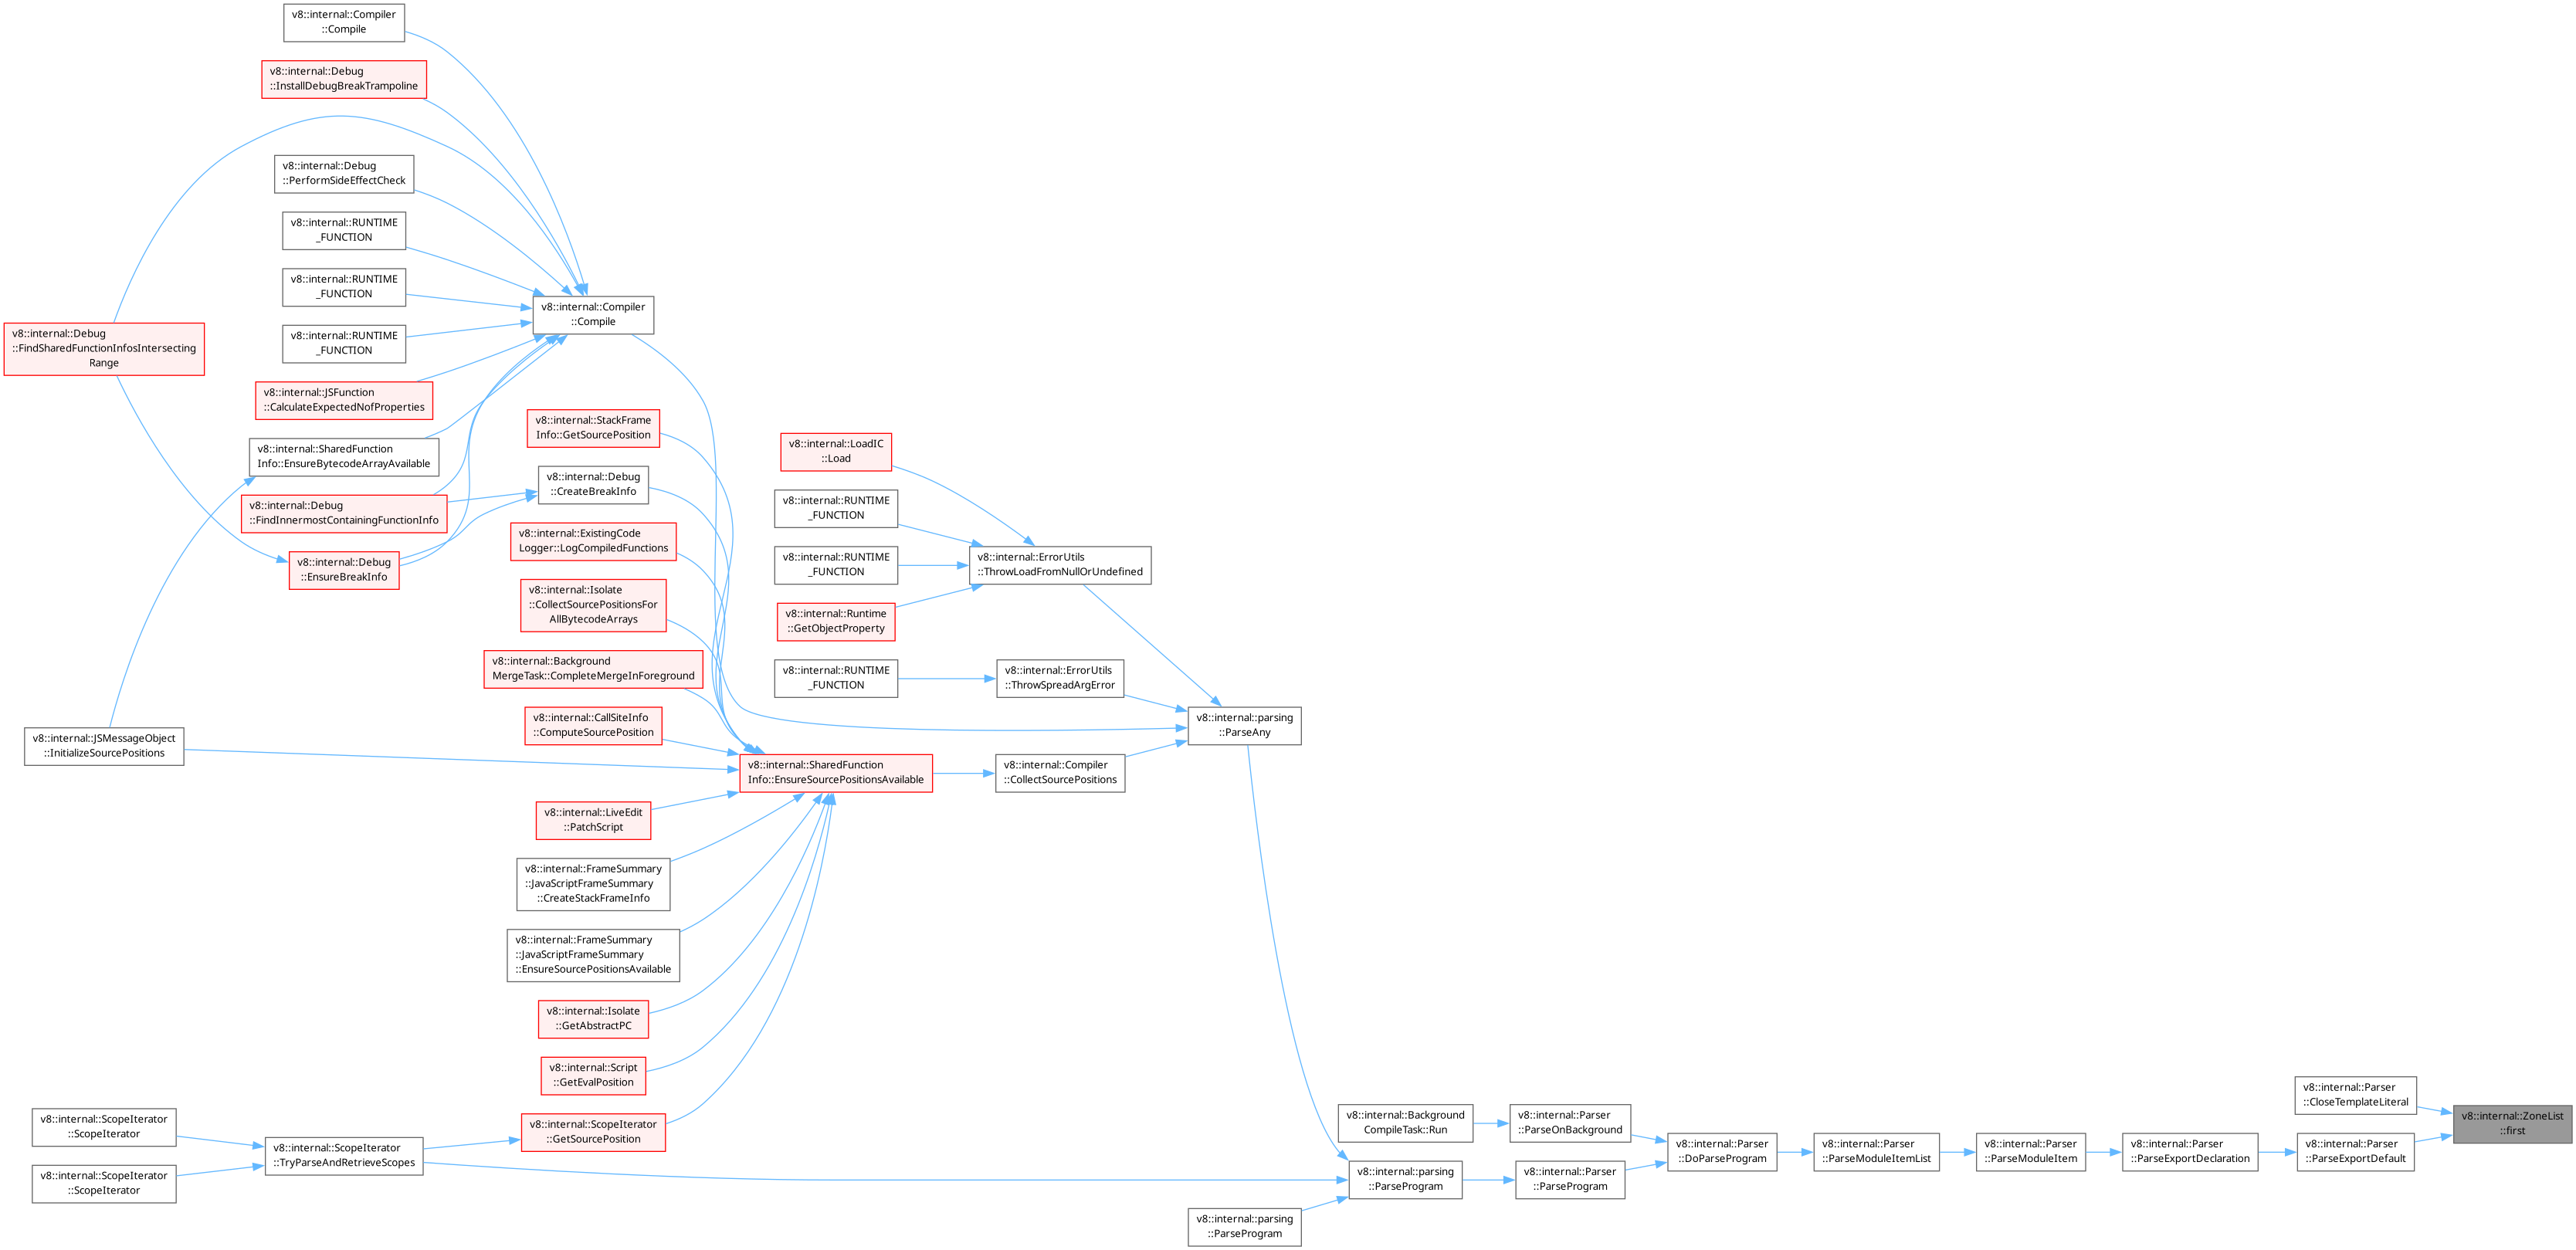 v8::internal::Compiler
::Compile
v8::internal::Debug
::InstallDebugBreakTrampoline
v8::internal::Debug
::PerformSideEffectCheck
v8::internal::RUNTIME
_FUNCTION
v8::internal::RUNTIME
_FUNCTION
v8::internal::RUNTIME
_FUNCTION
v8::internal::Debug
::FindSharedFunctionInfosIntersecting
Range
v8::internal::JSFunction
::CalculateExpectedNofProperties
v8::internal::SharedFunction
Info::EnsureBytecodeArrayAvailable
v8::internal::Debug
::FindInnermostContainingFunctionInfo
v8::internal::Debug
::EnsureBreakInfo
v8::internal::JSMessageObject
::InitializeSourcePositions
v8::internal::ScopeIterator
::ScopeIterator
v8::internal::ScopeIterator
::ScopeIterator
v8::internal::ScopeIterator
::TryParseAndRetrieveScopes
v8::internal::Compiler
::Compile
v8::internal::StackFrame
Info::GetSourcePosition
v8::internal::Debug
::CreateBreakInfo
v8::internal::ExistingCode
Logger::LogCompiledFunctions
v8::internal::Isolate
::CollectSourcePositionsFor
AllBytecodeArrays
v8::internal::Background
MergeTask::CompleteMergeInForeground
v8::internal::CallSiteInfo
::ComputeSourcePosition
v8::internal::LiveEdit
::PatchScript
v8::internal::FrameSummary
::JavaScriptFrameSummary
::CreateStackFrameInfo
v8::internal::FrameSummary
::JavaScriptFrameSummary
::EnsureSourcePositionsAvailable
v8::internal::Isolate
::GetAbstractPC
v8::internal::Script
::GetEvalPosition
v8::internal::ScopeIterator
::GetSourcePosition
v8::internal::LoadIC
::Load
v8::internal::RUNTIME
_FUNCTION
v8::internal::RUNTIME
_FUNCTION
v8::internal::Runtime
::GetObjectProperty
v8::internal::RUNTIME
_FUNCTION
v8::internal::SharedFunction
Info::EnsureSourcePositionsAvailable
v8::internal::ErrorUtils
::ThrowLoadFromNullOrUndefined
v8::internal::ErrorUtils
::ThrowSpreadArgError
v8::internal::Compiler
::CollectSourcePositions
v8::internal::parsing
::ParseAny
v8::internal::parsing
::ParseProgram
v8::internal::Background
CompileTask::Run
v8::internal::parsing
::ParseProgram
v8::internal::Parser
::ParseOnBackground
v8::internal::Parser
::ParseProgram
v8::internal::Parser
::DoParseProgram
v8::internal::Parser
::ParseModuleItemList
v8::internal::Parser
::ParseModuleItem
v8::internal::Parser
::ParseExportDeclaration
v8::internal::Parser
::CloseTemplateLiteral
v8::internal::Parser
::ParseExportDefault
v8::internal::ZoneList
::first